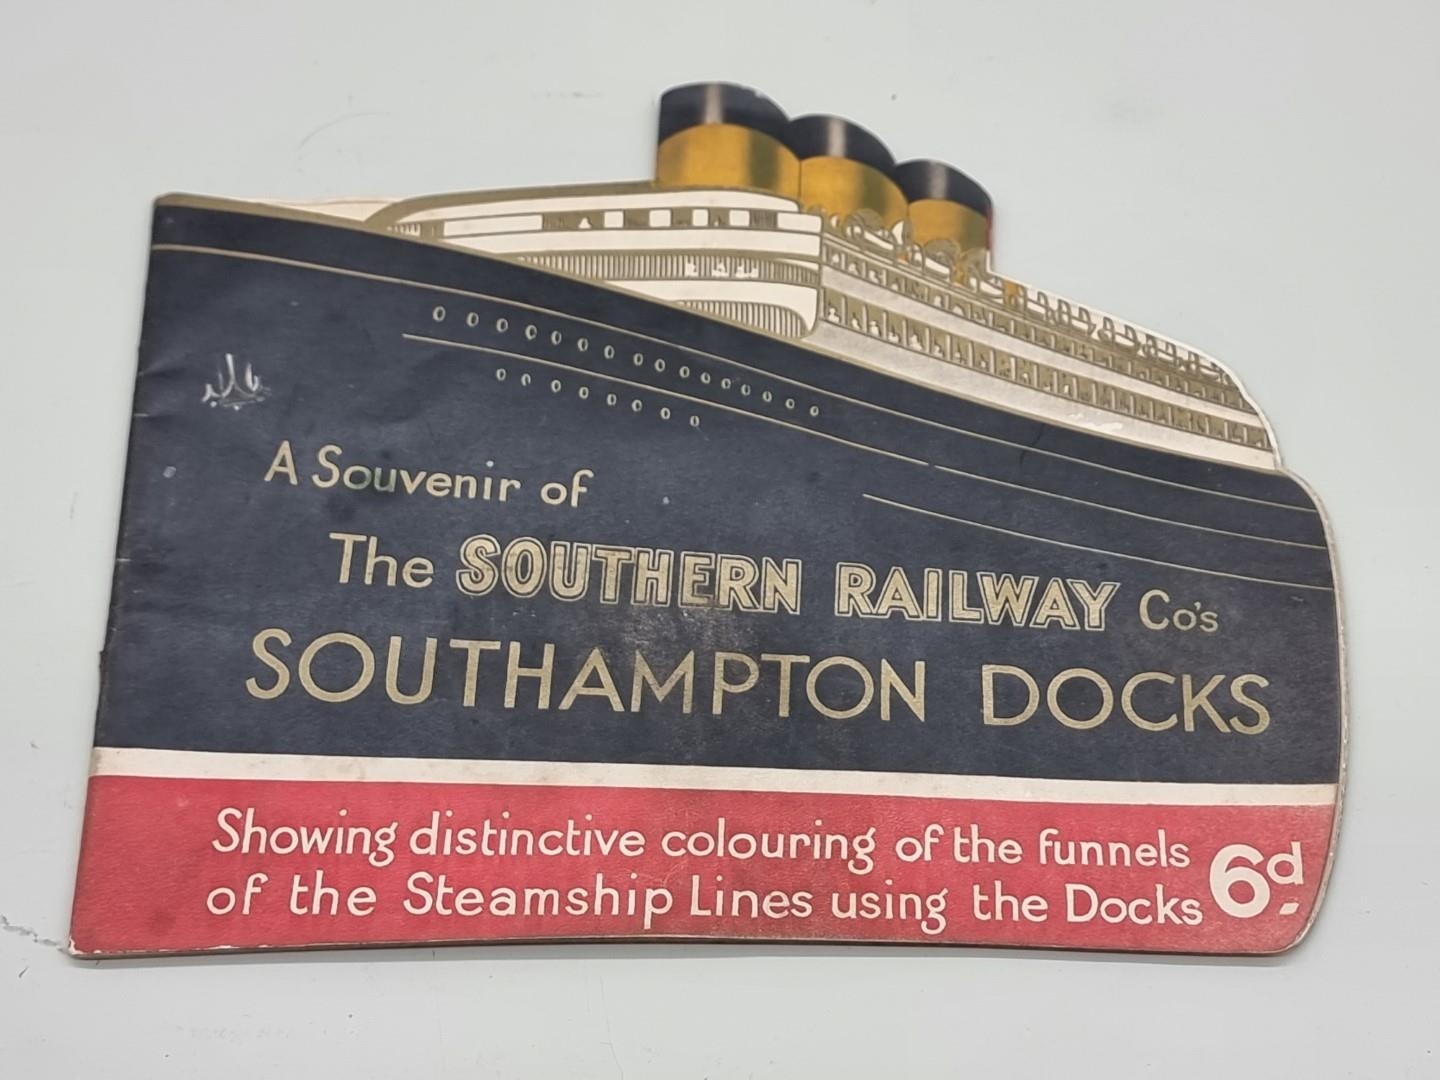 A Souvenir of
The SOUTHERN RAILWAY Co's
SOUTHAMPTON DOCKS
Showing distinctive colouring of the funnels
of the Steamship Lines using the Docks
6d.